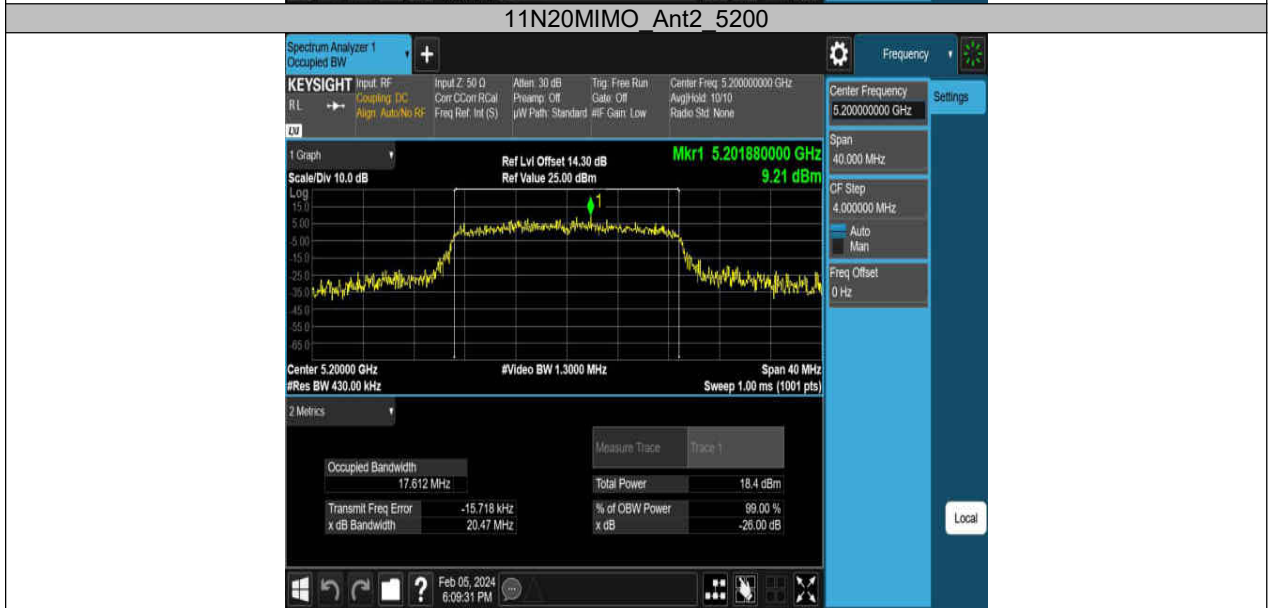 11N20MIMO_Ant2_5200
Spectrum Analyzer 1
Occupied BW
+
Frequency
KEYSIGHT
RL
LXI
Input: RF
Coupling: DC
Align: Auto/No RF
Input Z: 50 Ω
Corr CCorr RCal
Freq Ref: Int (S)
Atten: 30 dB
Preamp: Off
µW Path: Standard
Trig: Free Run
Gate: Off
#IF Gain: Low
Center Freq: 5.200000000 GHz
Avg|Hold: 10/10
Radio Std: None
Center Frequency
5.200000000 GHz
Settings
Span
40.000 MHz
CF Step
4.000000 MHz
Auto
Man
Freq Offset
0 Hz
Local
1 Graph
Scale/Div 10.0 dB
Ref Lvl Offset 14.30 dB
Ref Value 25.00 dBm
Mkr1 5.201880000 GHz
9.21 dBm
Log
15.0
5.00
-5.00
-15.0
-25.0
-35.0
-45.0
-55.0
-65.0
1
Center 5.20000 GHz
#Video BW 1.3000 MHz
Span 40 MHz
#Res BW 430.00 kHz
Sweep 1.00 ms (1001 pts)
2 Metrics
Measure Trace Trace 1
Occupied Bandwidth
17.612 MHz
Total Power 18.4 dBm
Transmit Freq Error -15.718 kHz
% of OBW Power 99.00 %
x dB Bandwidth 20.47 MHz
x dB -26.00 dB
?
Feb 05, 2024
6:09:31 PM